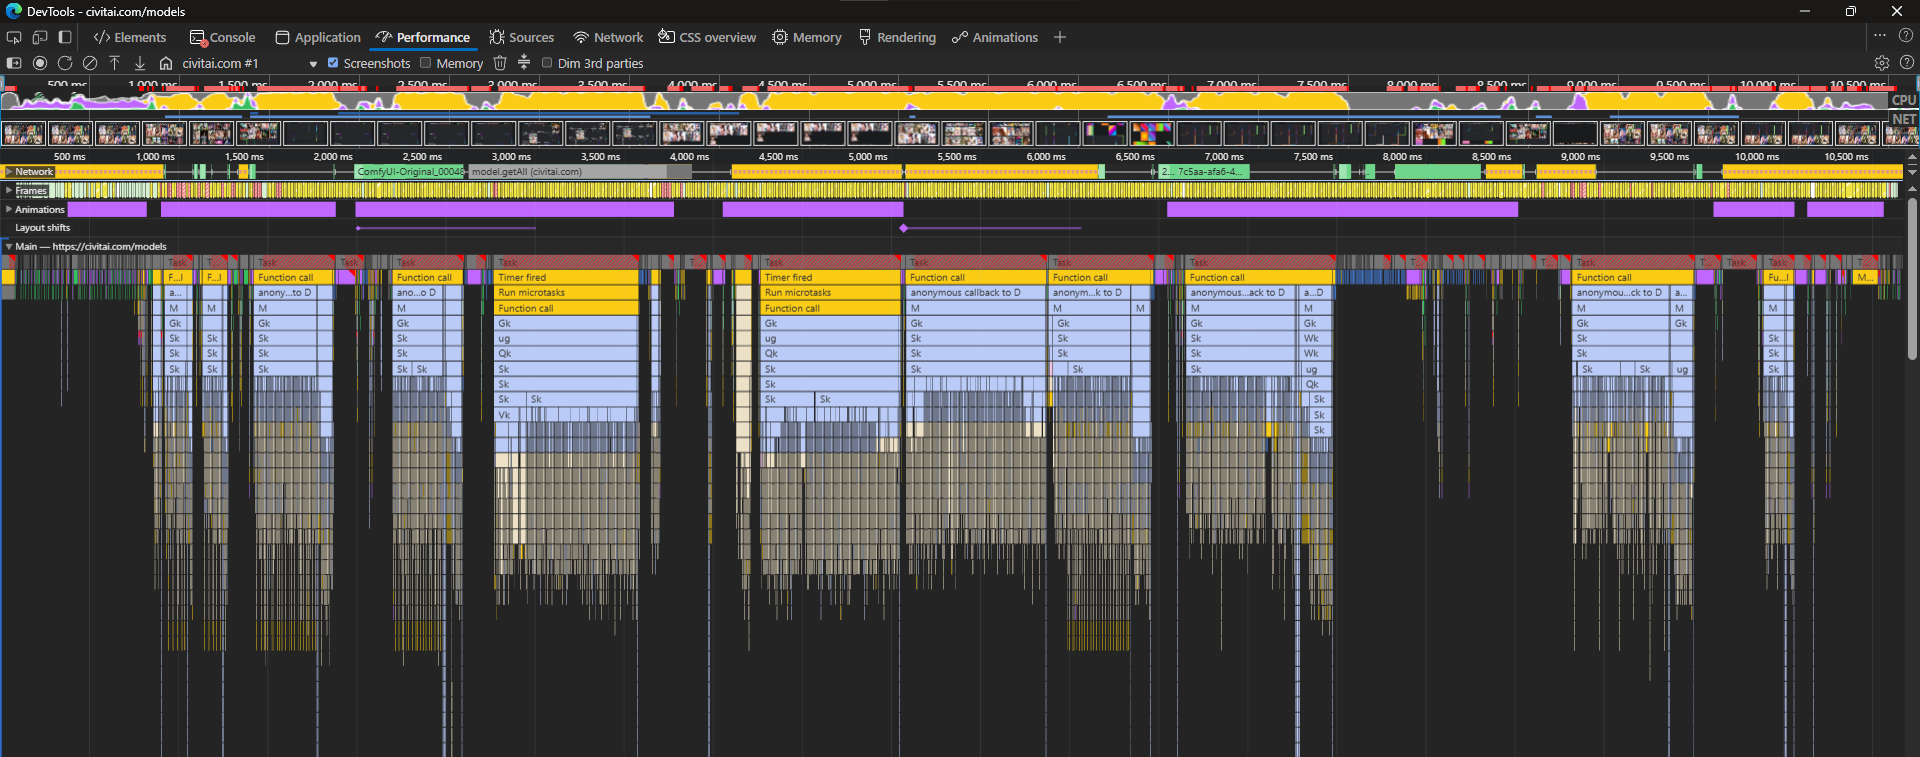 DevTools - civitai.com/models
Elements Console Application Performance Sources Network CSS overview Memory Rendering Animations
civitai.com #1 Screenshots Memory Dim 3rd parties
500 ms 1,000 ms 1,500 ms 2,000 ms 2,500 ms 3,000 ms 3,500 ms 4,000 ms 4,500 ms 5,000 ms 5,500 ms 6,000 ms 6,500 ms 7,000 ms 7,500 ms 8,000 ms 8,500 ms 9,000 ms 9,500 ms 10,000 ms 10,500 ms
CPU
NET
500 ms 1,000 ms 1,500 ms 2,000 ms 2,500 ms 3,000 ms 3,500 ms 4,000 ms 4,500 ms 5,000 ms 5,500 ms 6,000 ms 6,500 ms 7,000 ms 7,500 ms 8,000 ms 8,500 ms 9,000 ms 9,500 ms 10,000 ms 10,500 ms
Network ComfyUI-Original_00048 model.getAll (civitai.com) 2... 7c5aa-afa6-4...
Frames
Animations
Layout shifts
Main — https://civitai.com/models
Task T... Task Task Task Task T... Task Task Task Task T... Task T... T... Task Task T...
F...l F...l Function call Function call Timer fired Timer fired Function call Function call Function call Function call Fu...l M...
a... anony...to D ano...o D Run microtasks Run microtasks anonymous callback to D anonym...k to D anonymous...ack to D a...D anonymou...ck to D a...
M M M M Function call Function call M M M M M M M M
Gk Gk Gk Gk Gk Gk Gk Gk Gk Gk Gk
Sk Sk Sk Sk ug ug Sk Sk Sk Wk Sk Sk
Sk Sk Sk Sk Qk Qk Sk Sk Sk Wk Sk Sk
Sk Sk Sk Sk Sk Sk Sk Sk Sk Sk ug Sk Sk ug Sk
Sk Sk Qk
Sk Sk Sk Sk Sk
Vk Sk
Sk